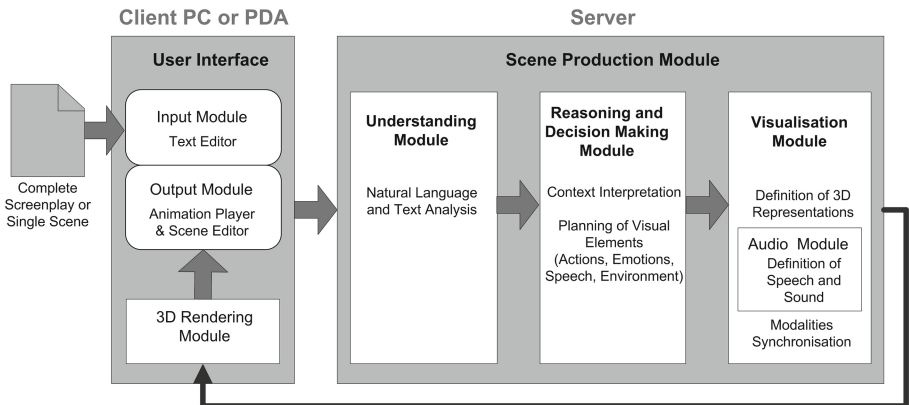 Client PC or PDA
Server
User Interface
Scene Production Module
Complete
Screenplay or
Single Scene
Input Module
Text Editor
Output Module
Animation Player
& Scene Editor
3D Rendering
Module
Understanding
Module
Natural Language
and Text Analysis
Reasoning and
Decision Making
Module
Context Interpretation
Planning of Visual
Elements
(Actions, Emotions,
Speech, Environment)
Visualisation
Module
Definition of 3D
Representations
Audio Module
Definition of
Speech and
Sound
Modalities
Synchronisation